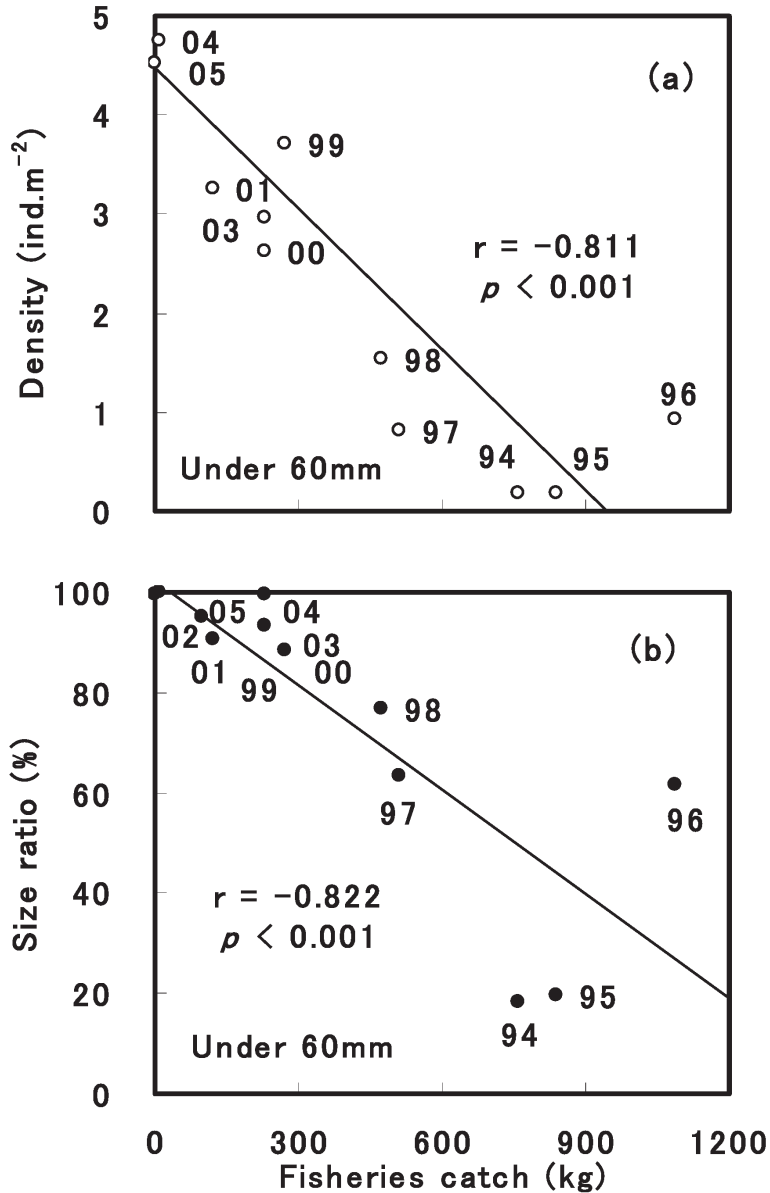 5
04
05
(a)
4
99
01
3
03
00
r = -0.811
p < 0.001
Density (ind.m-2)
2
98
96
1
97
94
95
Under 60mm
0
100
05
04
02
03
(b)
01
99
00
80
98
60
97
96
Size ratio (%)
40
r = -0.822
p < 0.001
20
95
94
Under 60mm
0
0 300 600 900 1200
Fisheries catch (kg)